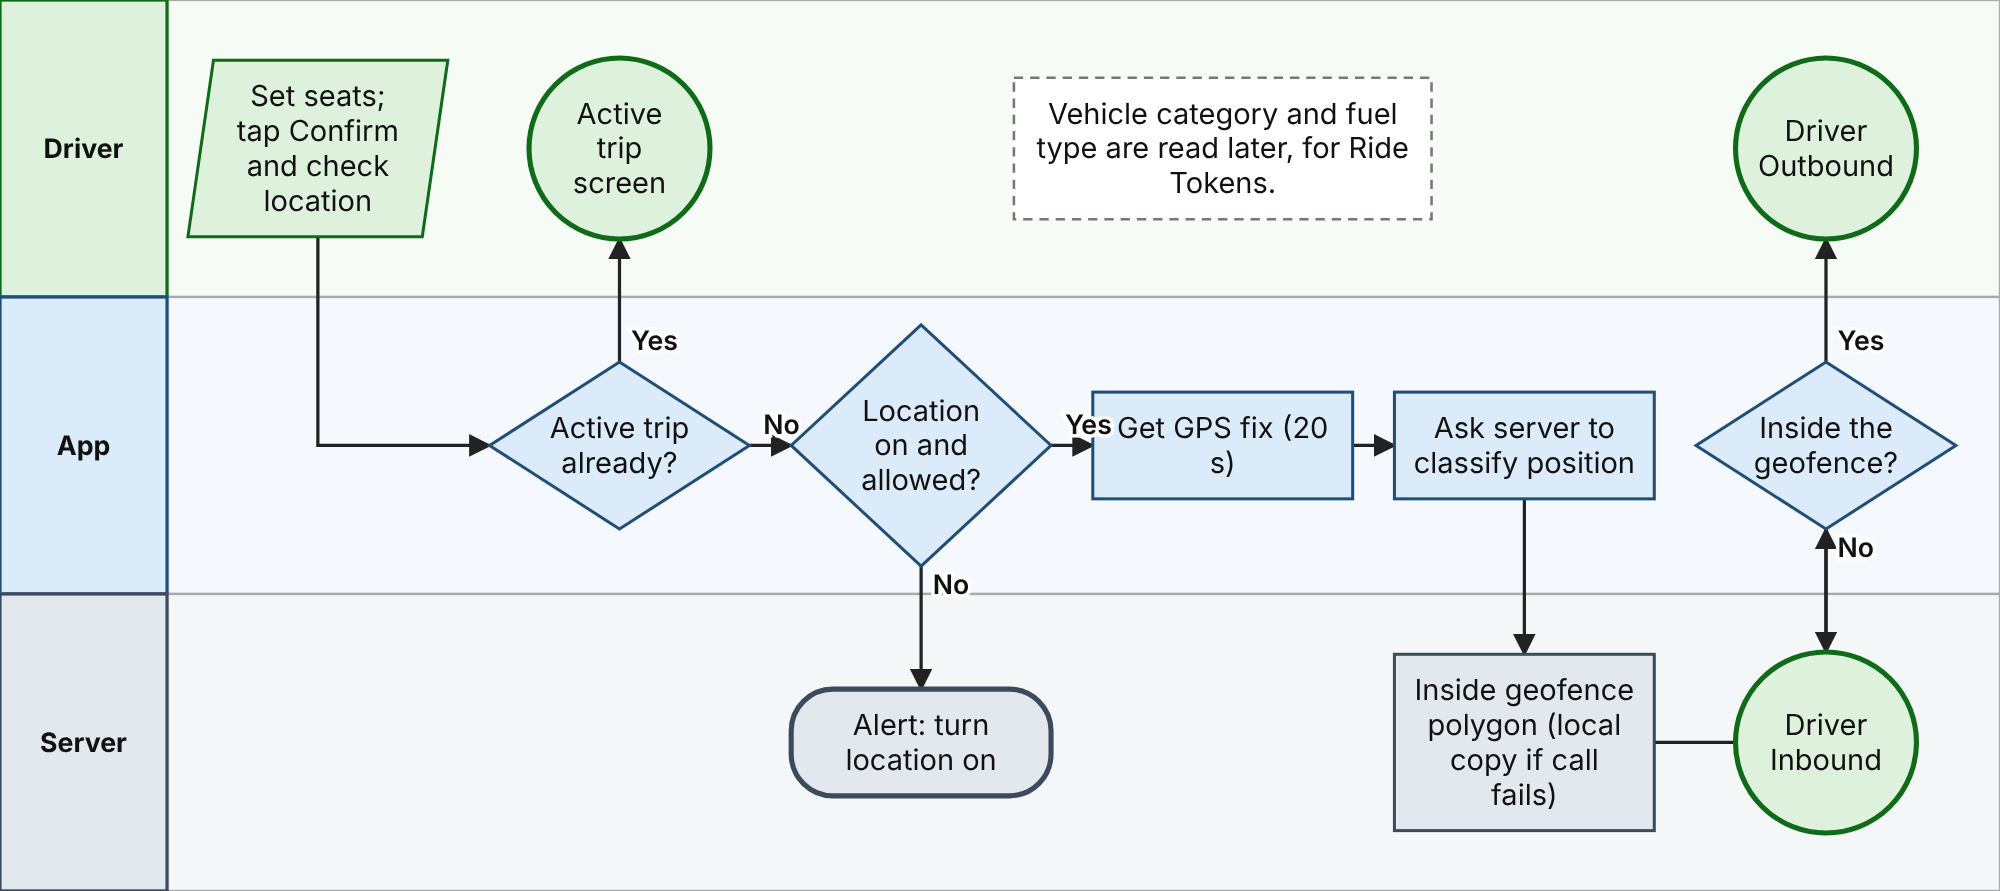 Driver
Set seats;
tap Confirm
and check
location
Active
trip
screen
Vehicle category and fuel
type are read later, for Ride
Tokens.
Driver
Outbound
App
Yes
Active trip
already?
No
Location
on and
allowed?
Yes
No
Get GPS fix (20
s)
Ask server to
classify position
Yes
Inside the
geofence?
No
Server
Alert: turn
location on
Inside geofence
polygon (local
copy if call
fails)
Driver
Inbound